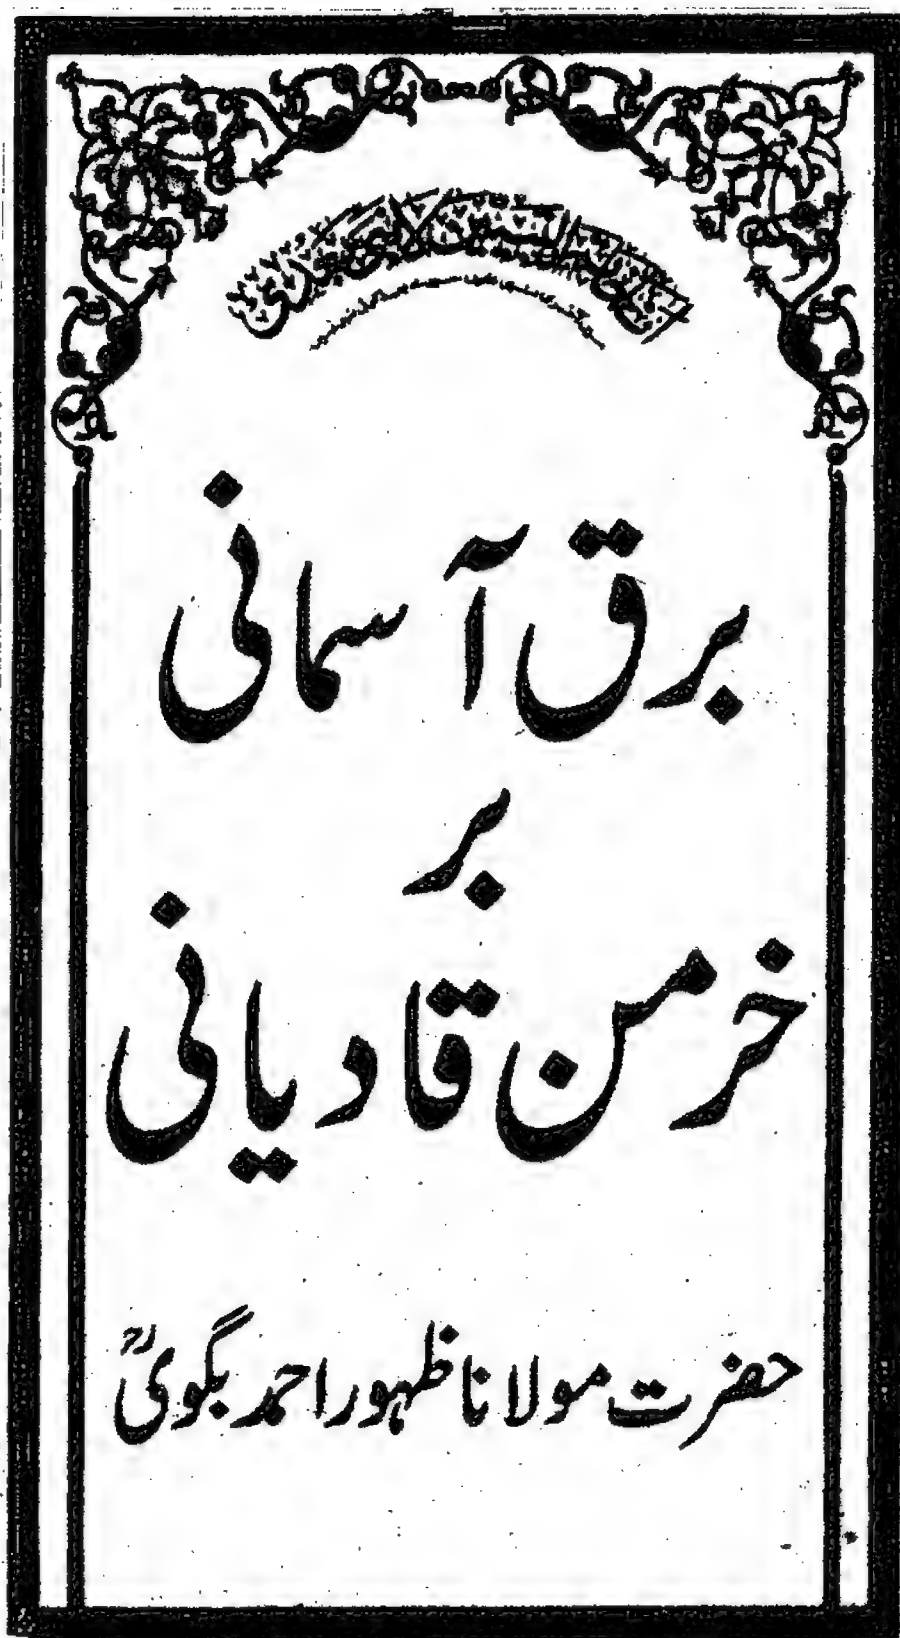 برق آسمانی
بر
خرمن قادیانی
حضرت مولانا ظہور احمد بگویؒ